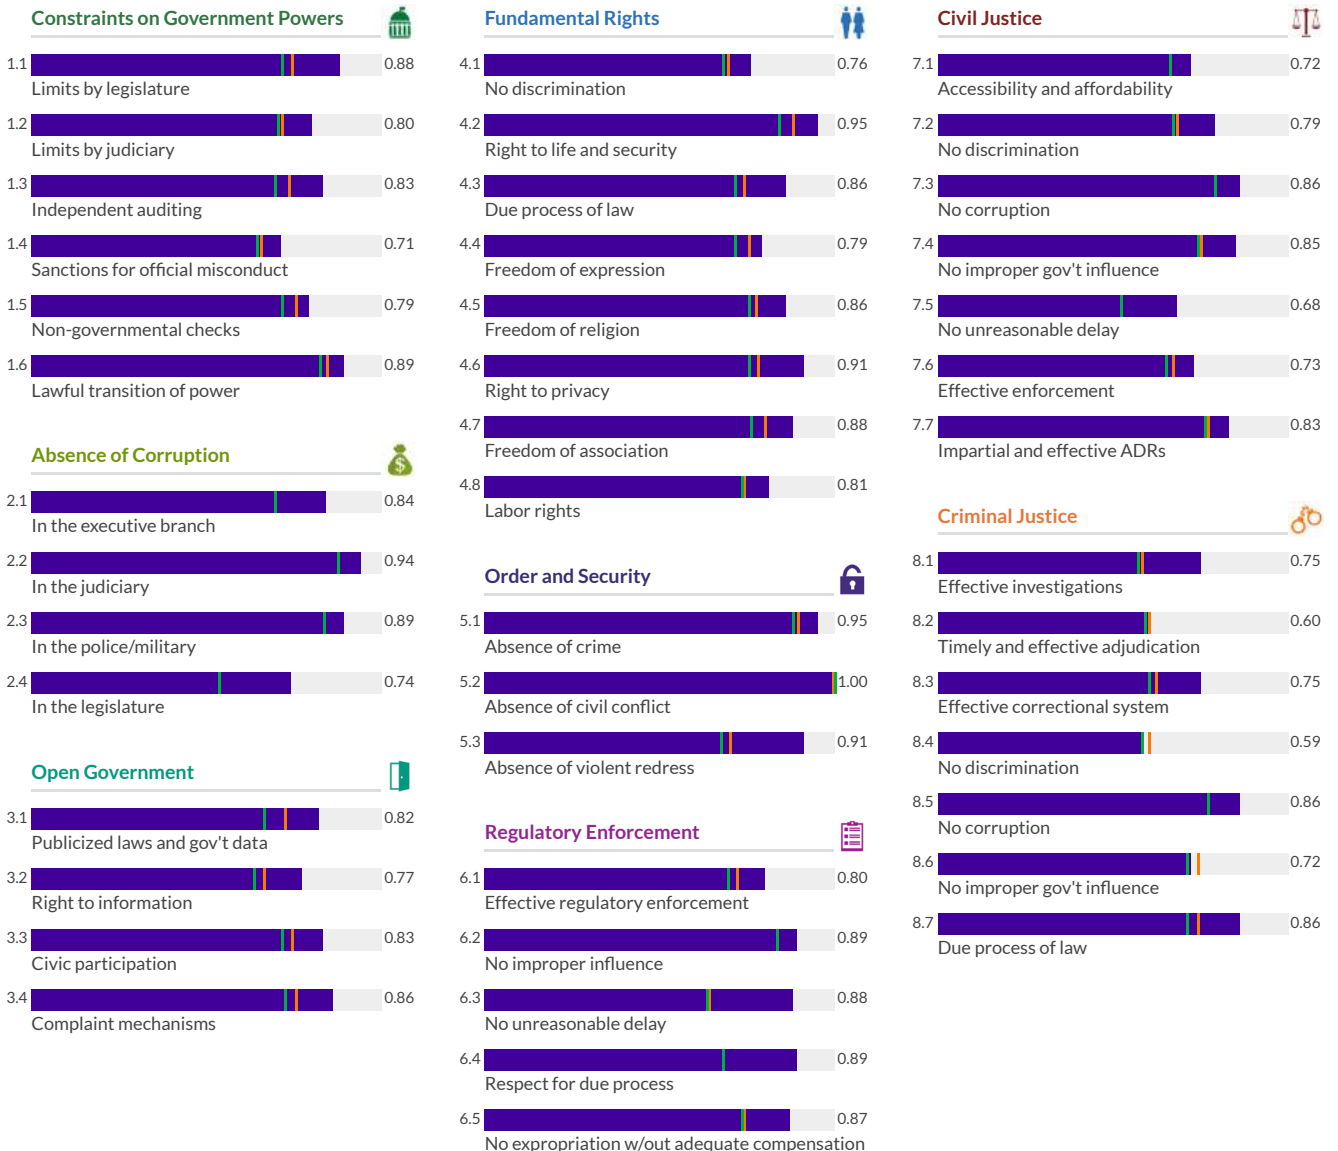 Constraints on Government Powers
1.1 0.88
Limits by legislature
1.2 0.80
Limits by judiciary
1.3 0.83
Independent auditing
1.4 0.71
Sanctions for official misconduct
1.5 0.79
Non-governmental checks
1.6 0.89
Lawful transition of power
Absence of Corruption
$
2.1 0.84
In the executive branch
2.2 0.94
In the judiciary
2.3 0.89
In the police/military
2.4 0.74
In the legislature
Open Government
3.1 0.82
Publicized laws and gov't data
3.2 0.77
Right to information
3.3 0.83
Civic participation
3.4 0.86
Complaint mechanisms
Fundamental Rights
4.1 0.76
No discrimination
4.2 0.95
Right to life and security
4.3 0.86
Due process of law
4.4 0.79
Freedom of expression
4.5 0.86
Freedom of religion
4.6 0.91
Right to privacy
4.7 0.88
Freedom of association
4.8 0.81
Labor rights
Order and Security
5.1 0.95
Absence of crime
5.2 1.00
Absence of civil conflict
5.3 0.91
Absence of violent redress
Regulatory Enforcement
6.1 0.80
Effective regulatory enforcement
6.2 0.89
No improper influence
6.3 0.88
No unreasonable delay
6.4 0.89
Respect for due process
6.5 0.87
No expropriation w/out adequate compensation
Civil Justice
7.1 0.72
Accessibility and affordability
7.2 0.79
No discrimination
7.3 0.86
No corruption
7.4 0.85
No improper gov't influence
7.5 0.68
No unreasonable delay
7.6 0.73
Effective enforcement
7.7 0.83
Impartial and effective ADRs
Criminal Justice
8.1 0.75
Effective investigations
8.2 0.60
Timely and effective adjudication
8.3 0.75
Effective correctional system
8.4 0.59
No discrimination
8.5 0.86
No corruption
8.6 0.72
No improper gov't influence
8.7 0.86
Due process of law